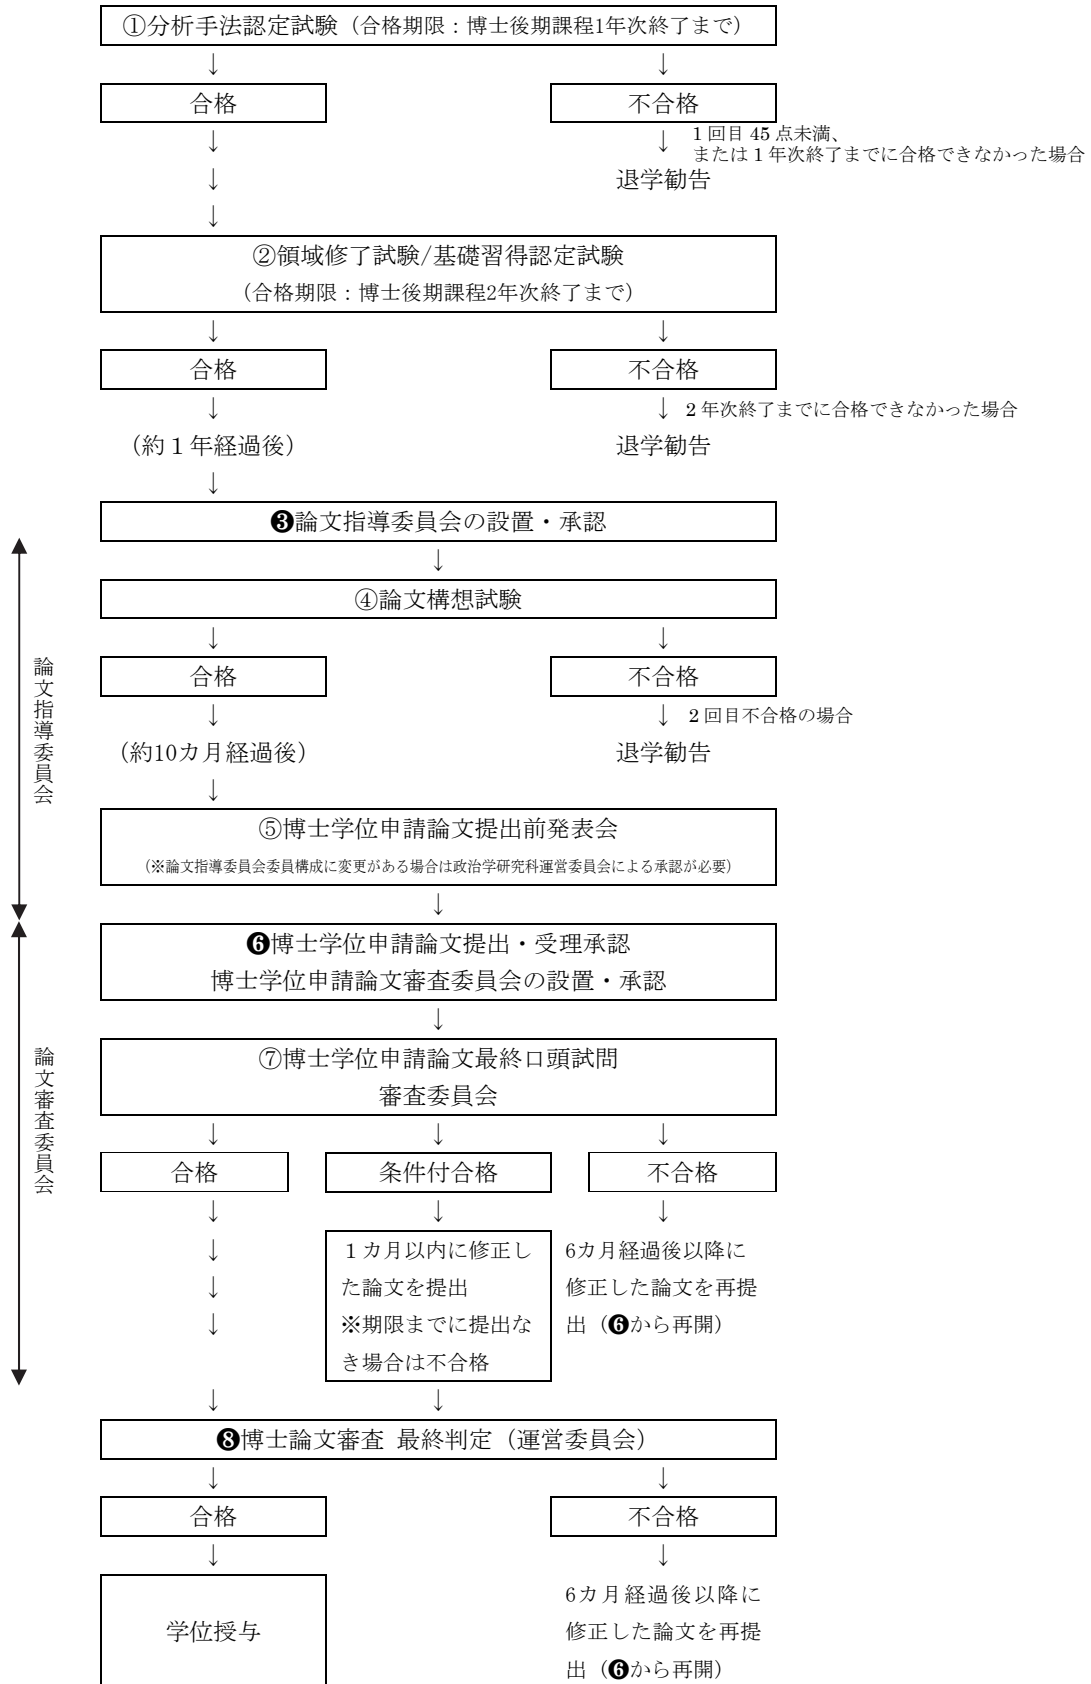 ①分析手法認定試験（合格期限：博士後期課程1年次終了まで）
↓ ↓
合格 不合格
↓ ↓ 1回目 45 点未満、
または 1 年次終了までに合格できなかった場合
↓ 退学勧告
↓
②領域修了試験/基礎習得認定試験
（合格期限：博士後期課程2年次終了まで）
↓ ↓
合格 不合格
↓ ↓ 2 年次終了までに合格できなかった場合
（約１年経過後） 退学勧告
↓
❸論文指導委員会の設置・承認
↓
④論文構想試験
↓ ↓
合格 不合格
↓ ↓ 2 回目不合格の場合
（約10カ月経過後） 退学勧告
↓
⑤博士学位申請論文提出前発表会
（※論文指導委員会委員構成に変更がある場合は政治学研究科運営委員会による承認が必要）
論文指導委員会
↓
❻博士学位申請論文提出・受理承認
博士学位申請論文審査委員会の設置・承認
↓
⑦博士学位申請論文最終口頭試問
審査委員会
↓ ↓ ↓
合格 条件付合格 不合格
↓ ↓ ↓
↓ １カ月以内に修正し 6カ月経過後以降に
↓ た論文を提出 修正した論文を再提
↓ ※期限までに提出な 出（❻から再開）
き場合は不合格
論文審査委員会
↓ ↓
❽博士論文審査 最終判定（運営委員会）
↓ ↓
合格 不合格
↓ ↓
6カ月経過後以降に
学位授与 修正した論文を再提
出（❻から再開）